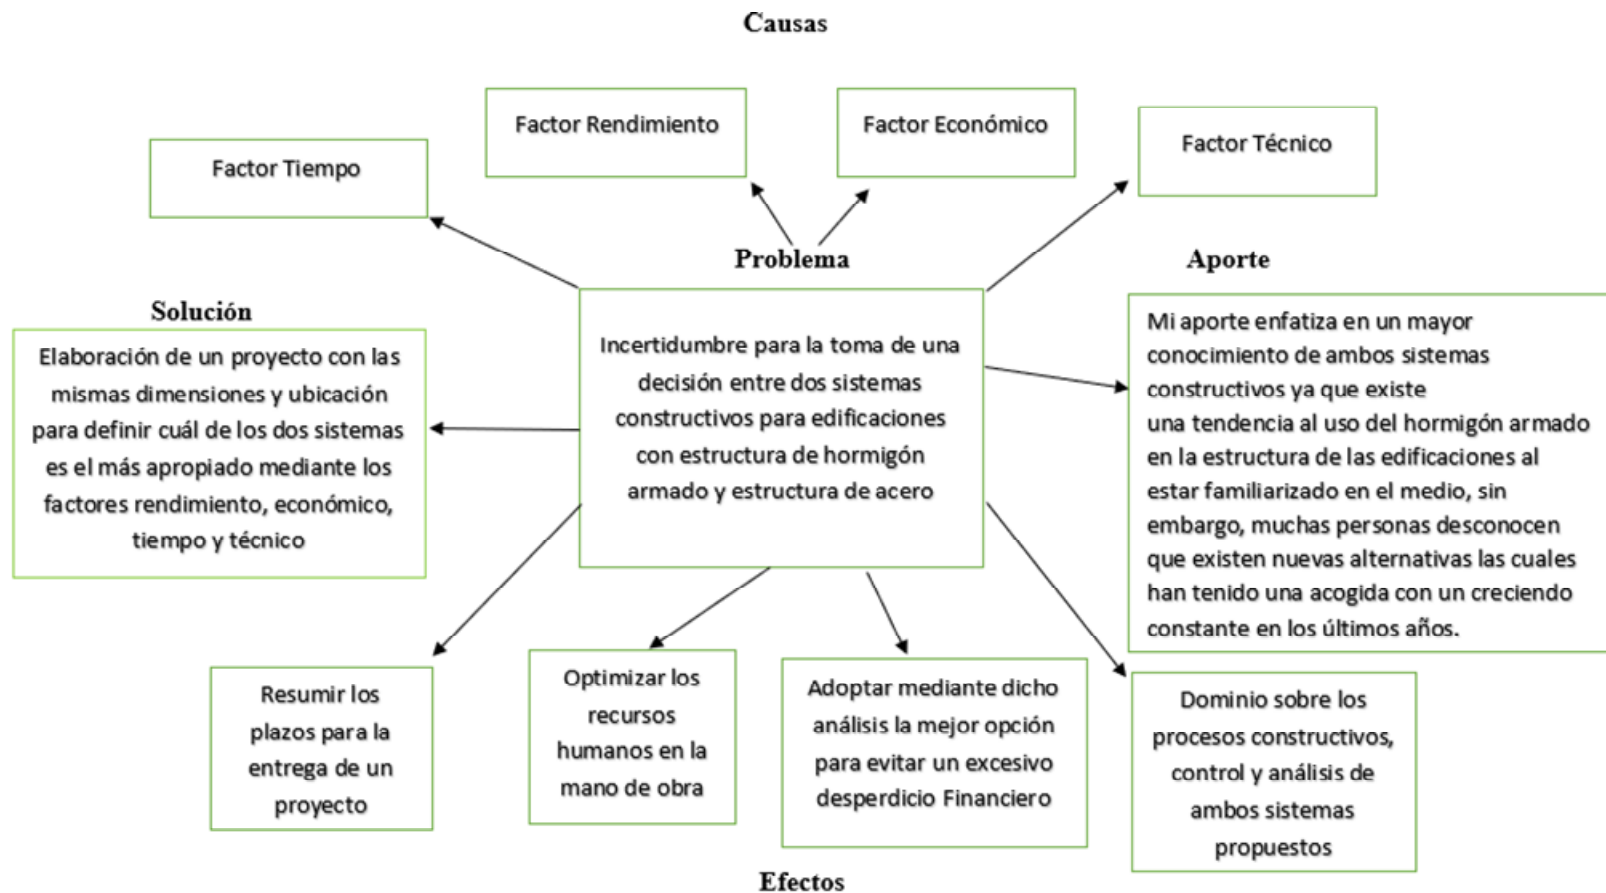 Causas
Factor Tiempo
Factor Rendimiento
Factor Económico
Factor Técnico
Problema
Incertidumbre para la toma de una
decisión entre dos sistemas
constructivos para edificaciones
con estructura de hormigón
armado y estructura de acero
Solución
Elaboración de un proyecto con las
mismas dimensiones y ubicación
para definir cuál de los dos sistemas
es el más apropiado mediante los
factores rendimiento, económico,
tiempo y técnico
Aporte
Mi aporte enfatiza en un mayor
conocimiento de ambos sistemas
constructivos ya que existe
una tendencia al uso del hormigón armado
en la estructura de las edificaciones al
estar familiarizado en el medio, sin
embargo, muchas personas desconocen
que existen nuevas alternativas las cuales
han tenido una acogida con un creciendo
constante en los últimos años.
Resumir los
plazos para la
entrega de un
proyecto
Optimizar los
recursos
humanos en la
mano de obra
Adoptar mediante dicho
análisis la mejor opción
para evitar un excesivo
desperdicio Financiero
Dominio sobre los
procesos constructivos,
control y análisis de
ambos sistemas
propuestos
Efectos